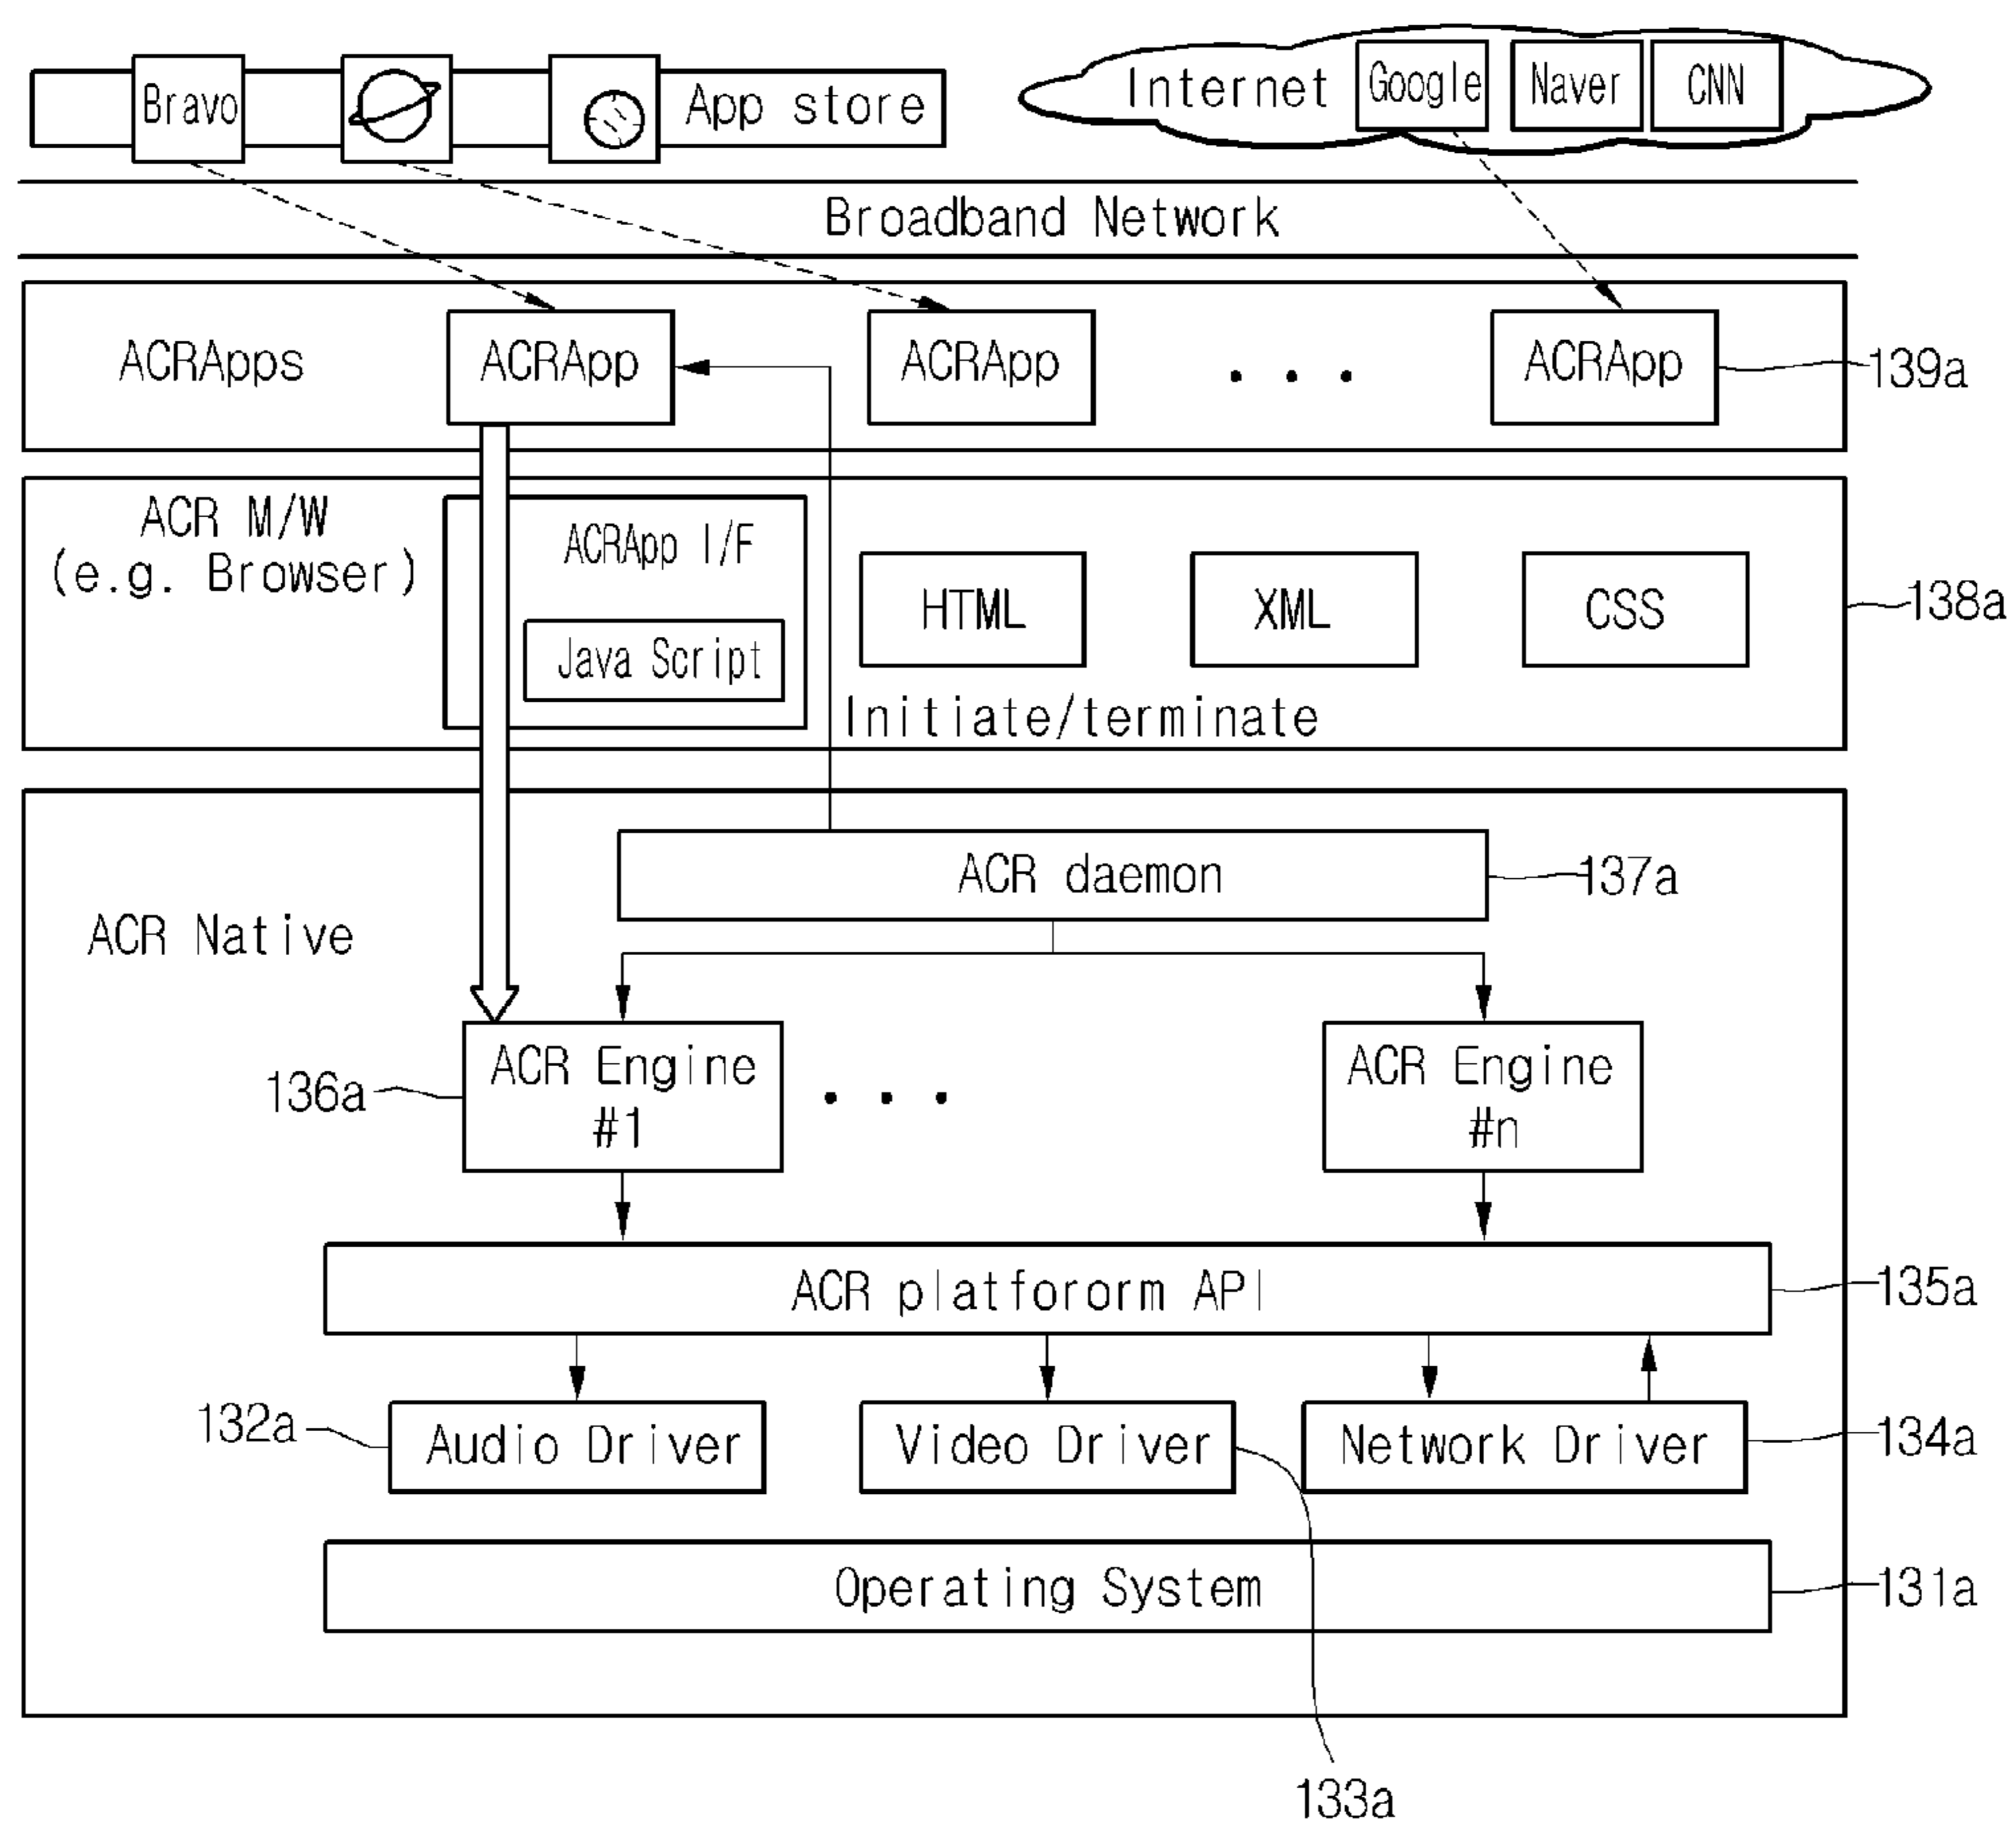 Bravo
App store
Internet
Google
Naver
CNN
Broadband Network
ACRApps
ACRApp
ACRApp
ACRApp
139a
ACR M/W
(e.g. Browser)
ACRApp I/F
Java Script
HTML
XML
CSS
138a
Initiate/terminate
ACR daemon
137a
ACR Native
ACR Engine
#1
136a
ACR Engine
#n
ACR platfororm API
135a
132a
Audio Driver
Video Driver
Network Driver
134a
Operating System
131a
133a